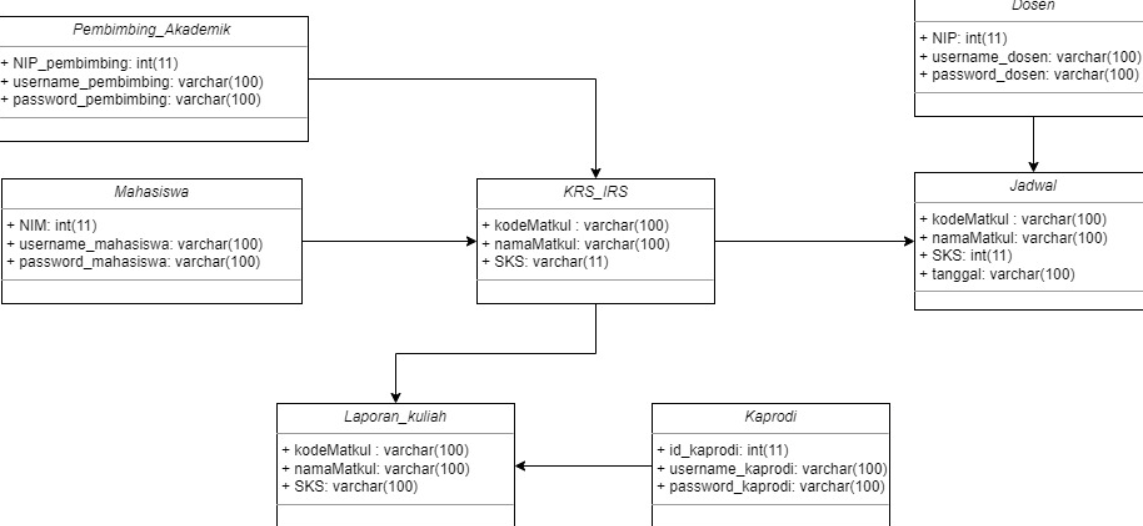 Pembimbing_Akademik
+ NIP_pembimbing: int(11)
+ username_pembimbing: varchar(100)
+ password_pembimbing: varchar(100)
Dosen
+ NIP: int(11)
+ username_dosen: varchar(100)
+ password_dosen: varchar(100)
Mahasiswa
+ NIM: int(11)
+ username_mahasiswa: varchar(100)
+ password_mahasiswa: varchar(100)
KRS_IRS
+ kodeMatkul : varchar(100)
+ namaMatkul: varchar(100)
+ SKS: varchar(11)
Jadwal
+ kodeMatkul : varchar(100)
+ namaMatkul: varchar(100)
+ SKS: int(11)
+ tanggal: varchar(100)
Laporan_kuliah
+ kodeMatkul : varchar(100)
+ namaMatkul: varchar(100)
+ SKS: varchar(100)
Kaprodi
+ id_kaprodi: int(11)
+ username_kaprodi: varchar(100)
+ password_kaprodi: varchar(100)